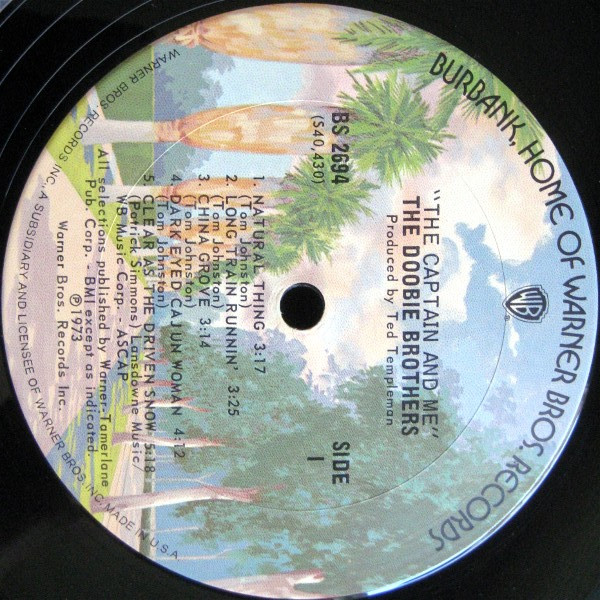 BURBANK, HOME OF WARNER BROS. RECORDS
WB
"THE CAPTAIN AND ME"
THE DOOBIE BROTHERS
Produced by Ted Templeman
BS 2694
(S40,430)
SIDE
1
1. NATURAL THING 3:17
(Tom Johnston)
2. LONG TRAIN RUNNIN' 3:25
(Tom Johnston)
3. CHINA GROVE 3:14
(Tom Johnston)
4. DARK EYED CAJUN WOMAN 4:12
(Tom Johnston)
5. CLEAR AS THE DRIVEN SNOW 5:18
(Patrick Simmons) Lansdowne Music/
WB Music Corp. - ASCAP
All selections published by Warner-Tamerlane
Pub. Corp. - BMI except as indicated.
Warner Bros. Records Inc.
℗1973
WARNER BROS. RECORDS INC., A SUBSIDIARY AND LICENSEE OF WARNER BROS. INC. MADE IN U.S.A.